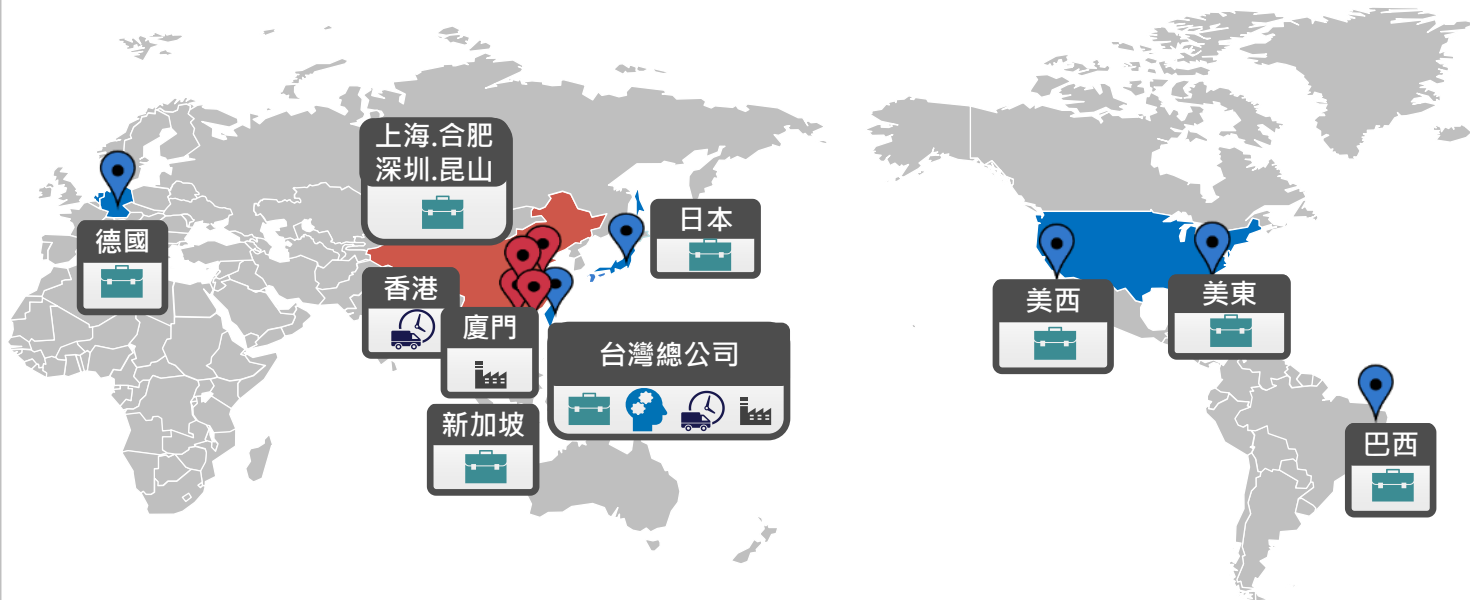 上海.合肥
深圳.昆山
德國
日本
香港
廈門
台灣總公司
新加坡
美西
美東
巴西